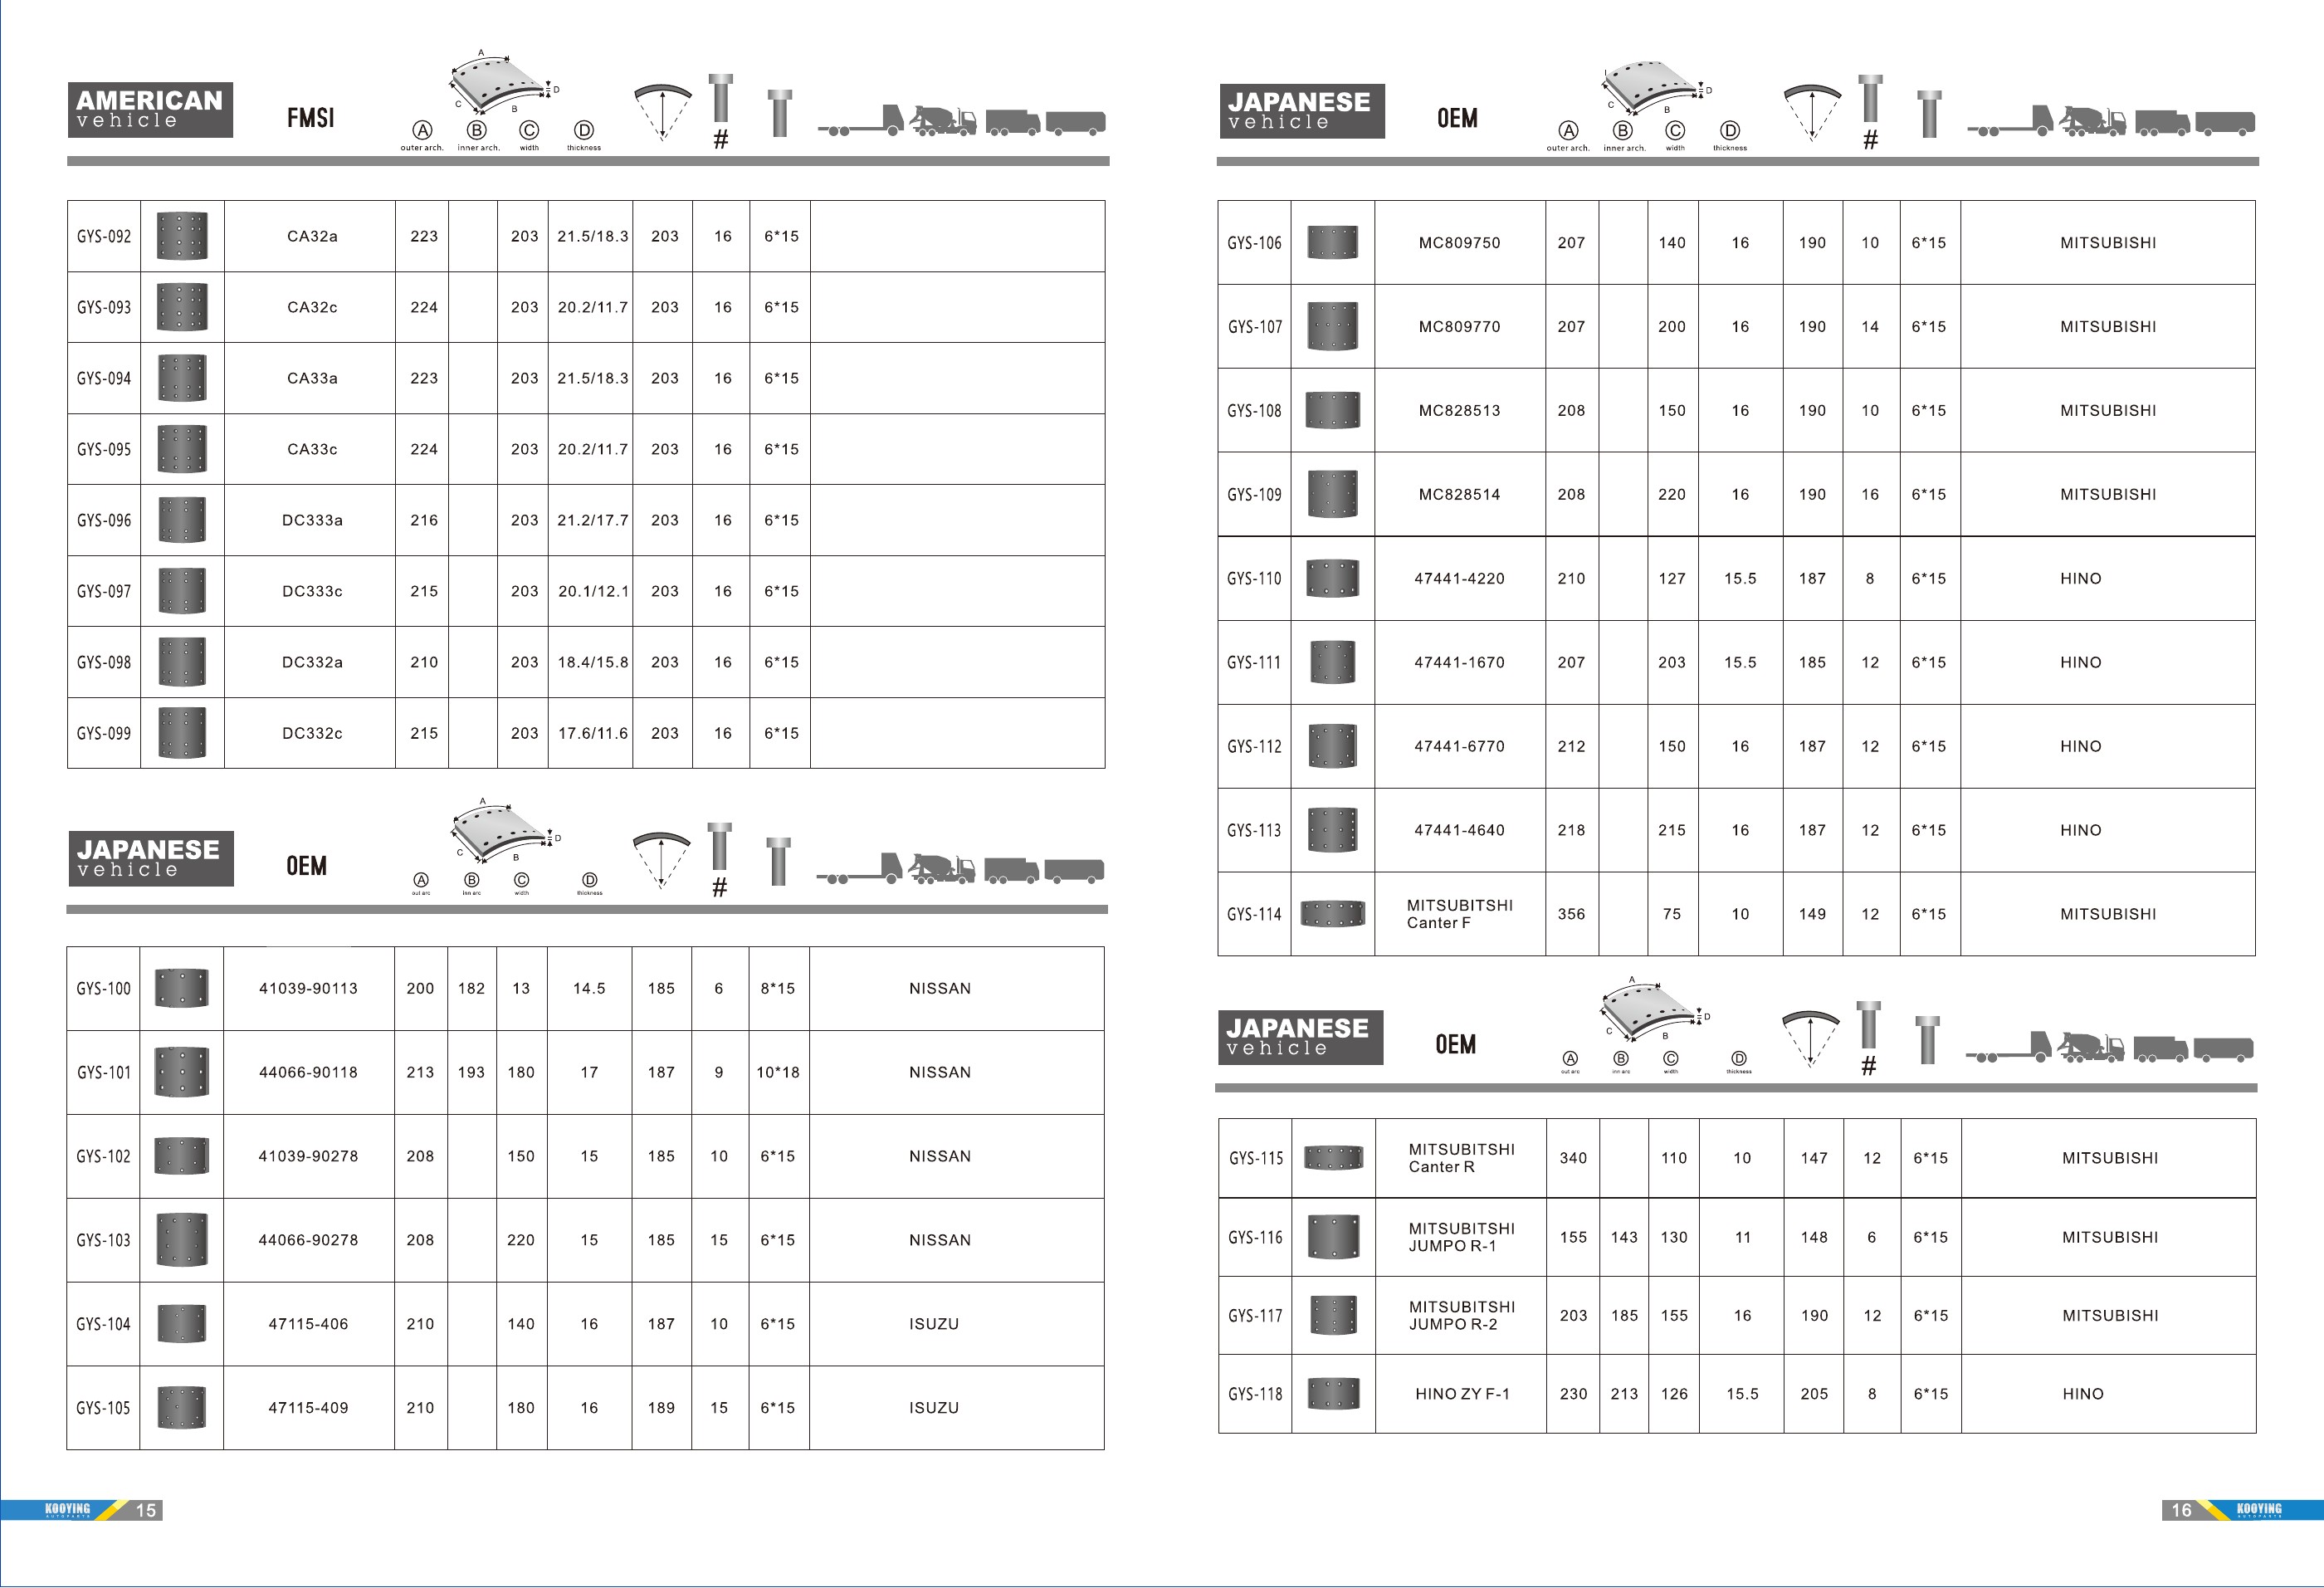 AMERICAN
vehicle
FMSI
A
B
C
D
A B C D
outer arch. inner arch. width thickness
#
GYS-092 CA32a 223 203 21.5/18.3 203 16 6*15
GYS-093 CA32c 224 203 20.2/11.7 203 16 6*15
GYS-094 CA33a 223 203 21.5/18.3 203 16 6*15
GYS-095 CA33c 224 203 20.2/11.7 203 16 6*15
GYS-096 DC333a 216 203 21.2/17.7 203 16 6*15
GYS-097 DC333c 215 203 20.1/12.1 203 16 6*15
GYS-098 DC332a 210 203 18.4/15.8 203 16 6*15
GYS-099 DC332c 215 203 17.6/11.6 203 16 6*15
JAPANESE
vehicle
OEM
A
B
C
D
A B C D
out arc inn arc width thickness
#
GYS-100 41039-90113 200 182 13 14.5 185 6 8*15 NISSAN
GYS-101 44066-90118 213 193 180 17 187 9 10*18 NISSAN
GYS-102 41039-90278 208 150 15 185 10 6*15 NISSAN
GYS-103 44066-90278 208 220 15 185 15 6*15 NISSAN
GYS-104 47115-406 210 140 16 187 10 6*15 ISUZU
GYS-105 47115-409 210 180 16 189 15 6*15 ISUZU
KOOYING
AUTOPARTS
15
JAPANESE
vehicle
OEM
B
C
D
A B C D
outer arch. inner arch. width thickness
#
GYS-106 MC809750 207 140 16 190 10 6*15 MITSUBISHI
GYS-107 MC809770 207 200 16 190 14 6*15 MITSUBISHI
GYS-108 MC828513 208 150 16 190 10 6*15 MITSUBISHI
GYS-109 MC828514 208 220 16 190 16 6*15 MITSUBISHI
GYS-110 47441-4220 210 127 15.5 187 8 6*15 HINO
GYS-111 47441-1670 207 203 15.5 185 12 6*15 HINO
GYS-112 47441-6770 212 150 16 187 12 6*15 HINO
GYS-113 47441-4640 218 215 16 187 12 6*15 HINO
GYS-114 MITSUBITSHI
Canter F 356 75 10 149 12 6*15 MITSUBISHI
JAPANESE
vehicle
OEM
A
B
C
D
A B C D
out arc inn arc width thickness
#
GYS-115 MITSUBITSHI
Canter R 340 110 10 147 12 6*15 MITSUBISHI
GYS-116 MITSUBITSHI
JUMPO R-1 155 143 130 11 148 6 6*15 MITSUBISHI
GYS-117 MITSUBITSHI
JUMPO R-2 203 185 155 16 190 12 6*15 MITSUBISHI
GYS-118 HINO ZY F-1 230 213 126 15.5 205 8 6*15 HINO
16
KOOYING
AUTOPARTS